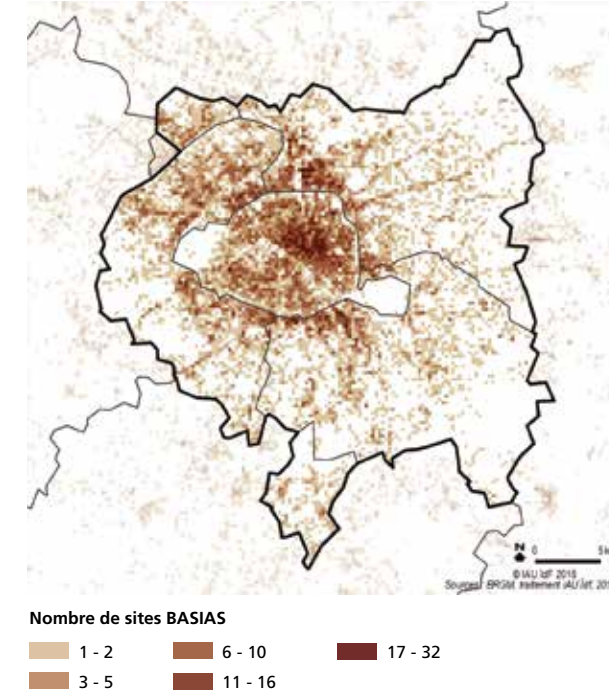 N
0 5 k
© IAU îdF 2018
Sources : BRGM, traitement IAU îdf, 201
Nombre de sites BASIAS
1 - 2 6 - 10 17 - 32
3 - 5 11 - 16